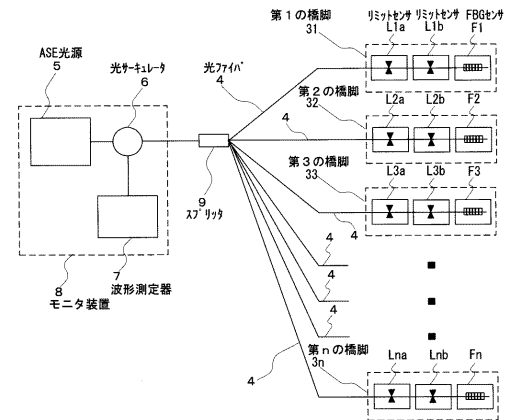 第1の橋脚
31
リミットセンサ
L1a
リミットセンサ
L1b
FBGセンサ
F1
ASE光源
5
光サーキュレータ
6
光ファイバ
4
第2の橋脚
32
L2a
L2b
F2
4
9
スプリッタ
第3の橋脚
33
L3a
L3b
F3
4
4
4
4
7
波形測定器
8
モニタ装置
4
第nの橋脚
3n
Lna
Lnb
Fn